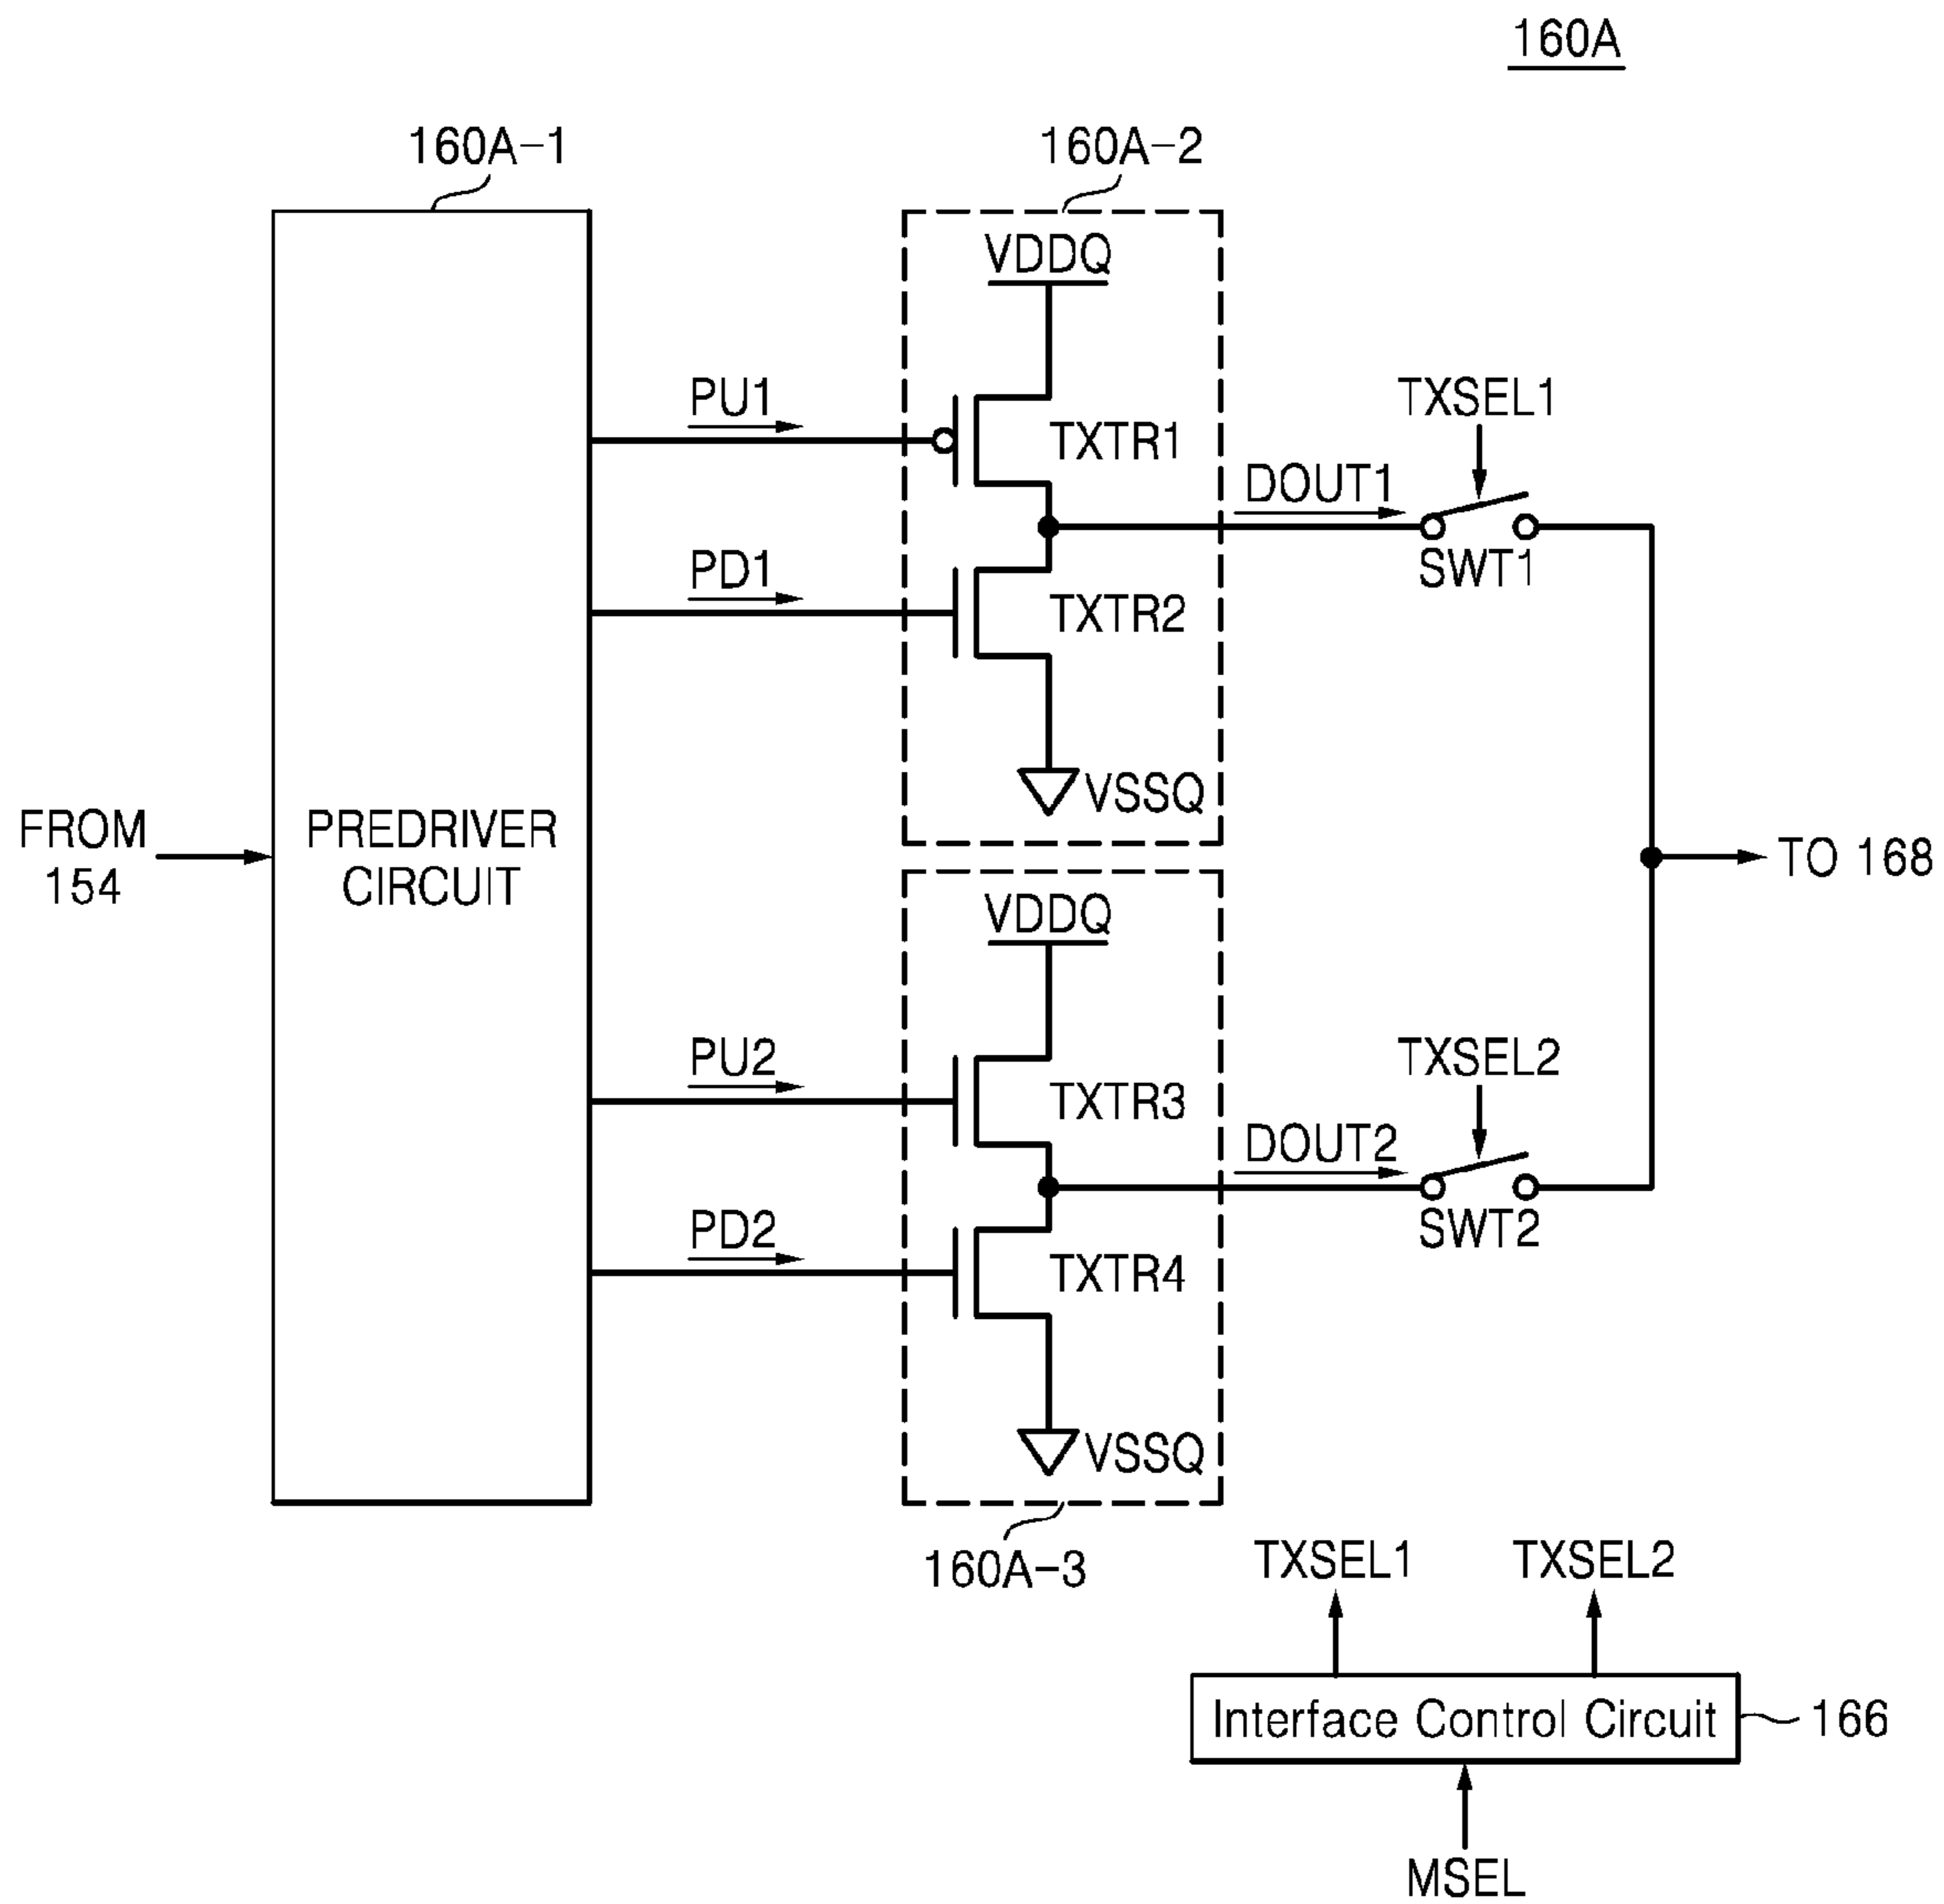 160A
160A-1
160A-2
VDDQ
PU1
TXTR1
TXSEL1
DOUT1
SWT1
PD1
TXTR2
VSSQ
FROM
154
PREDRIVER
CIRCUIT
TO 168
VDDQ
PU2
TXTR3
TXSEL2
DOUT2
SWT2
PD2
TXTR4
VSSQ
160A-3
TXSEL1
TXSEL2
Interface Control Circuit
166
MSEL